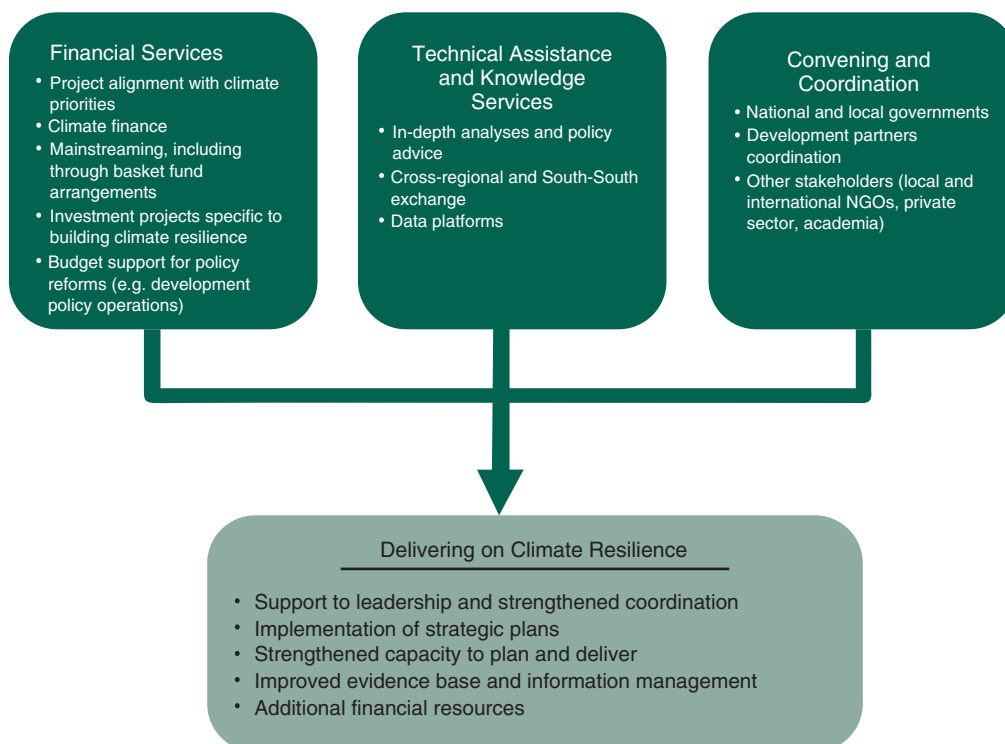 Financial Services
• Project alignment with climate
priorities
• Climate finance
• Mainstreaming, including
through basket fund
arrangements
• Investment projects specific to
building climate resilience
• Budget support for policy
reforms (e.g. development
policy operations)
Technical Assistance
and Knowledge
Services
• In-depth analyses and policy
advice
• Cross-regional and South-South
exchange
• Data platforms
Convening and
Coordination
• National and local governments
• Development partners
coordination
• Other stakeholders (local and
international NGOs, private
sector, academia)
Delivering on Climate Resilience
• Support to leadership and strengthened coordination
• Implementation of strategic plans
• Strengthened capacity to plan and deliver
• Improved evidence base and information management
• Additional financial resources